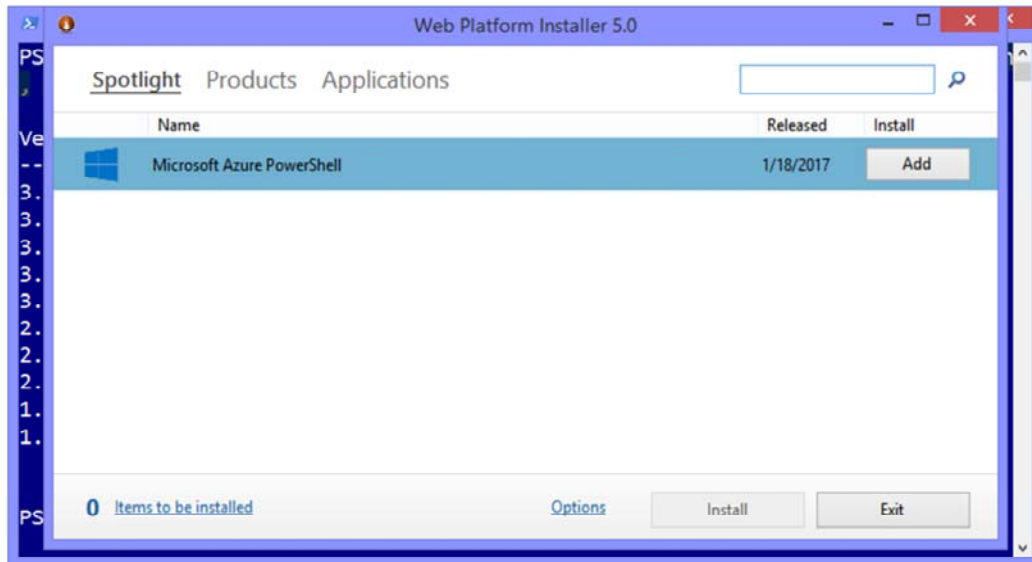 Web Platform Installer 5.0
PS
Spotlight Products Applications
,
Ve
Name Released Install
--
Microsoft Azure PowerShell 1/18/2017 Add
3.
3.
3.
3.
3.
2.
2.
2.
1.
1.
0 Items to be installed Options Install Exit
PS